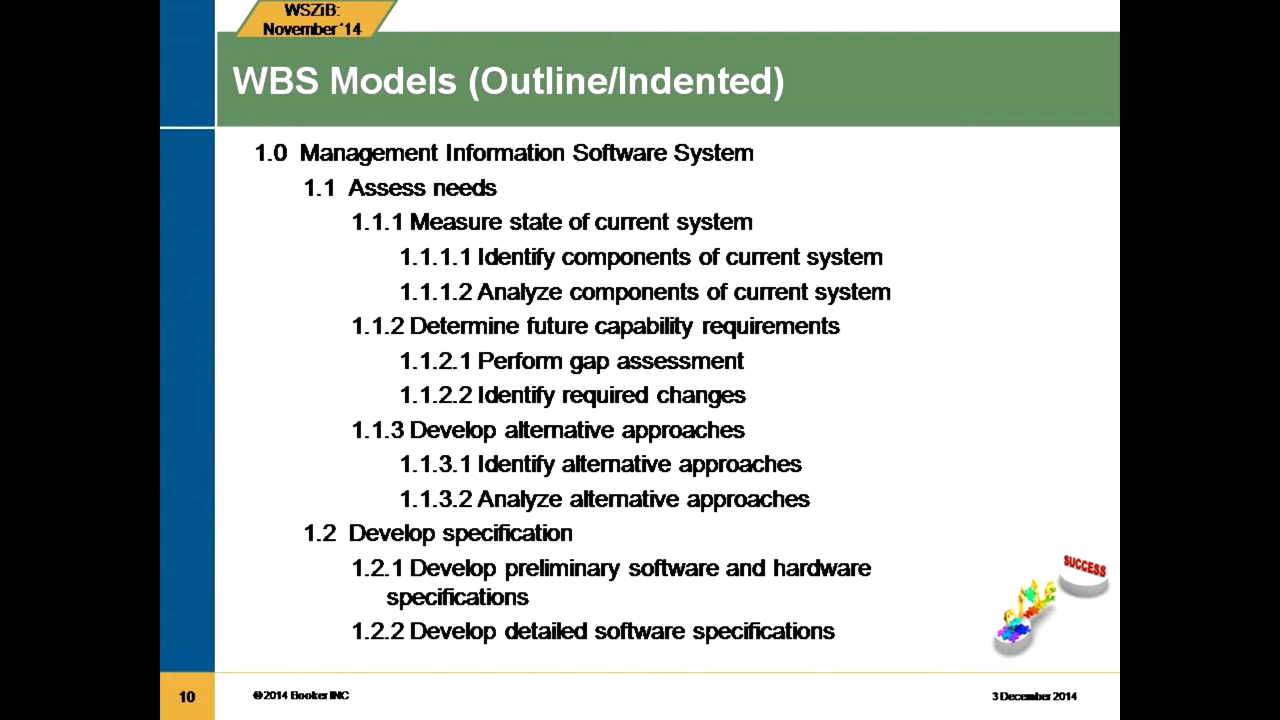 WSZiB:
November '14
WBS Models (Outline/Indented)
1.0 Management Information Software System
1.1 Assess needs
1.1.1 Measure state of current system
1.1.1.1 Identify components of current system
1.1.1.2 Analyze components of current system
1.1.2 Determine future capability requirements
1.1.2.1 Perform gap assessment
1.1.2.2 Identify required changes
1.1.3 Develop alternative approaches
1.1.3.1 Identify alternative approaches
1.1.3.2 Analyze alternative approaches
1.2 Develop specification
1.2.1 Develop preliminary software and hardware
specifications
1.2.2 Develop detailed software specifications
SUCCESS
10
©2014 Booker INC
3 December 2014